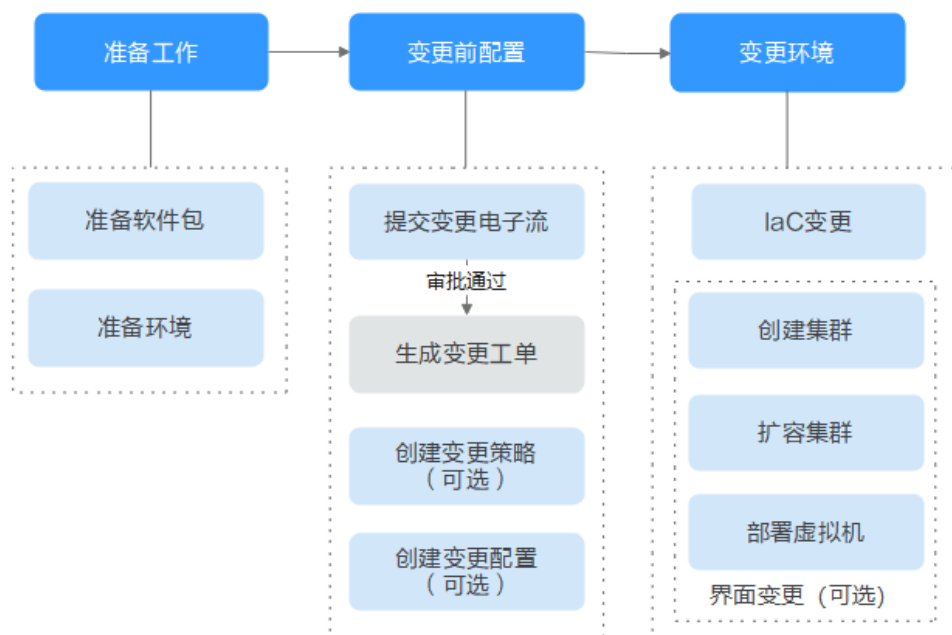 准备工作
变更前配置
变更环境
准备软件包
准备环境
提交变更电子流
审批通过
生成变更工单
创建变更策略
（可选）
创建变更配置
（可选）
IaC变更
创建集群
扩容集群
部署虚拟机
界面变更（可选)